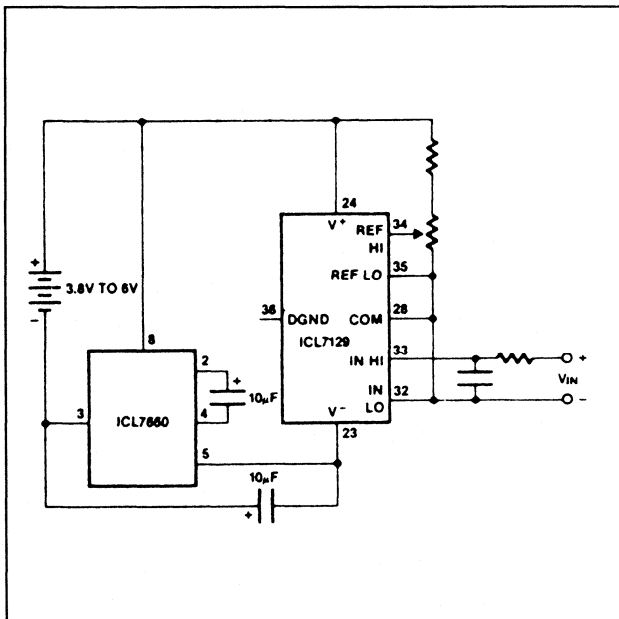 24
V+
REF HI
34
REF LO
35
3.8V TO 6V
+
-
36
DGND
COM
28
ICL7129
IN HI
33
IN LO
32
VIN
+
-
8
2
+
10µF
4
3
ICL7660
5
V-
23
10µF
+